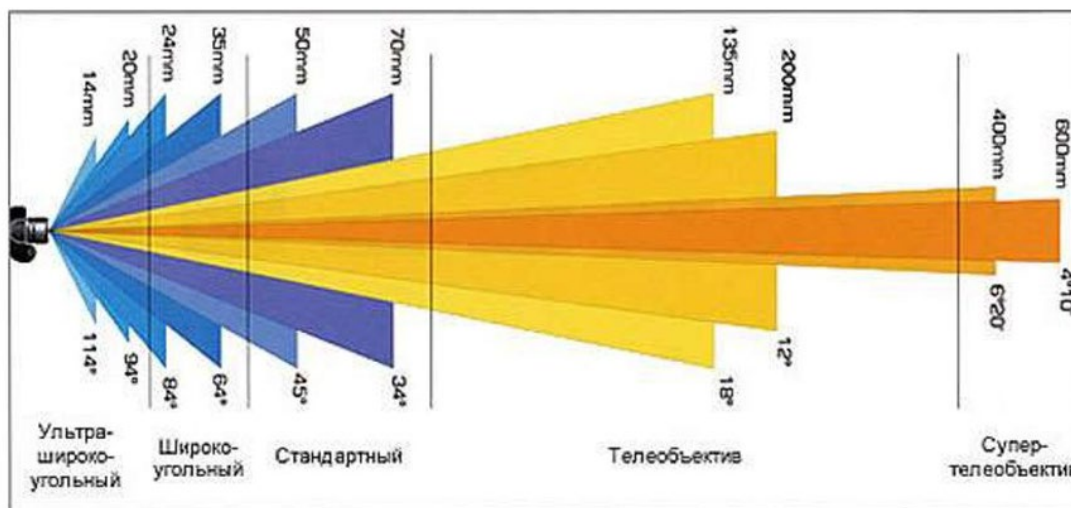 14mm
20mm
24mm
35mm
50mm
70mm
135mm
200mm
400mm
600mm
114°
94°
84°
64°
45°
34°
18°
12°
6°20'
4°10'
Ультра-
широко-
угольный
Широко-
угольный
Стандартный
Телеобъектив
Супер-
телеобъектив